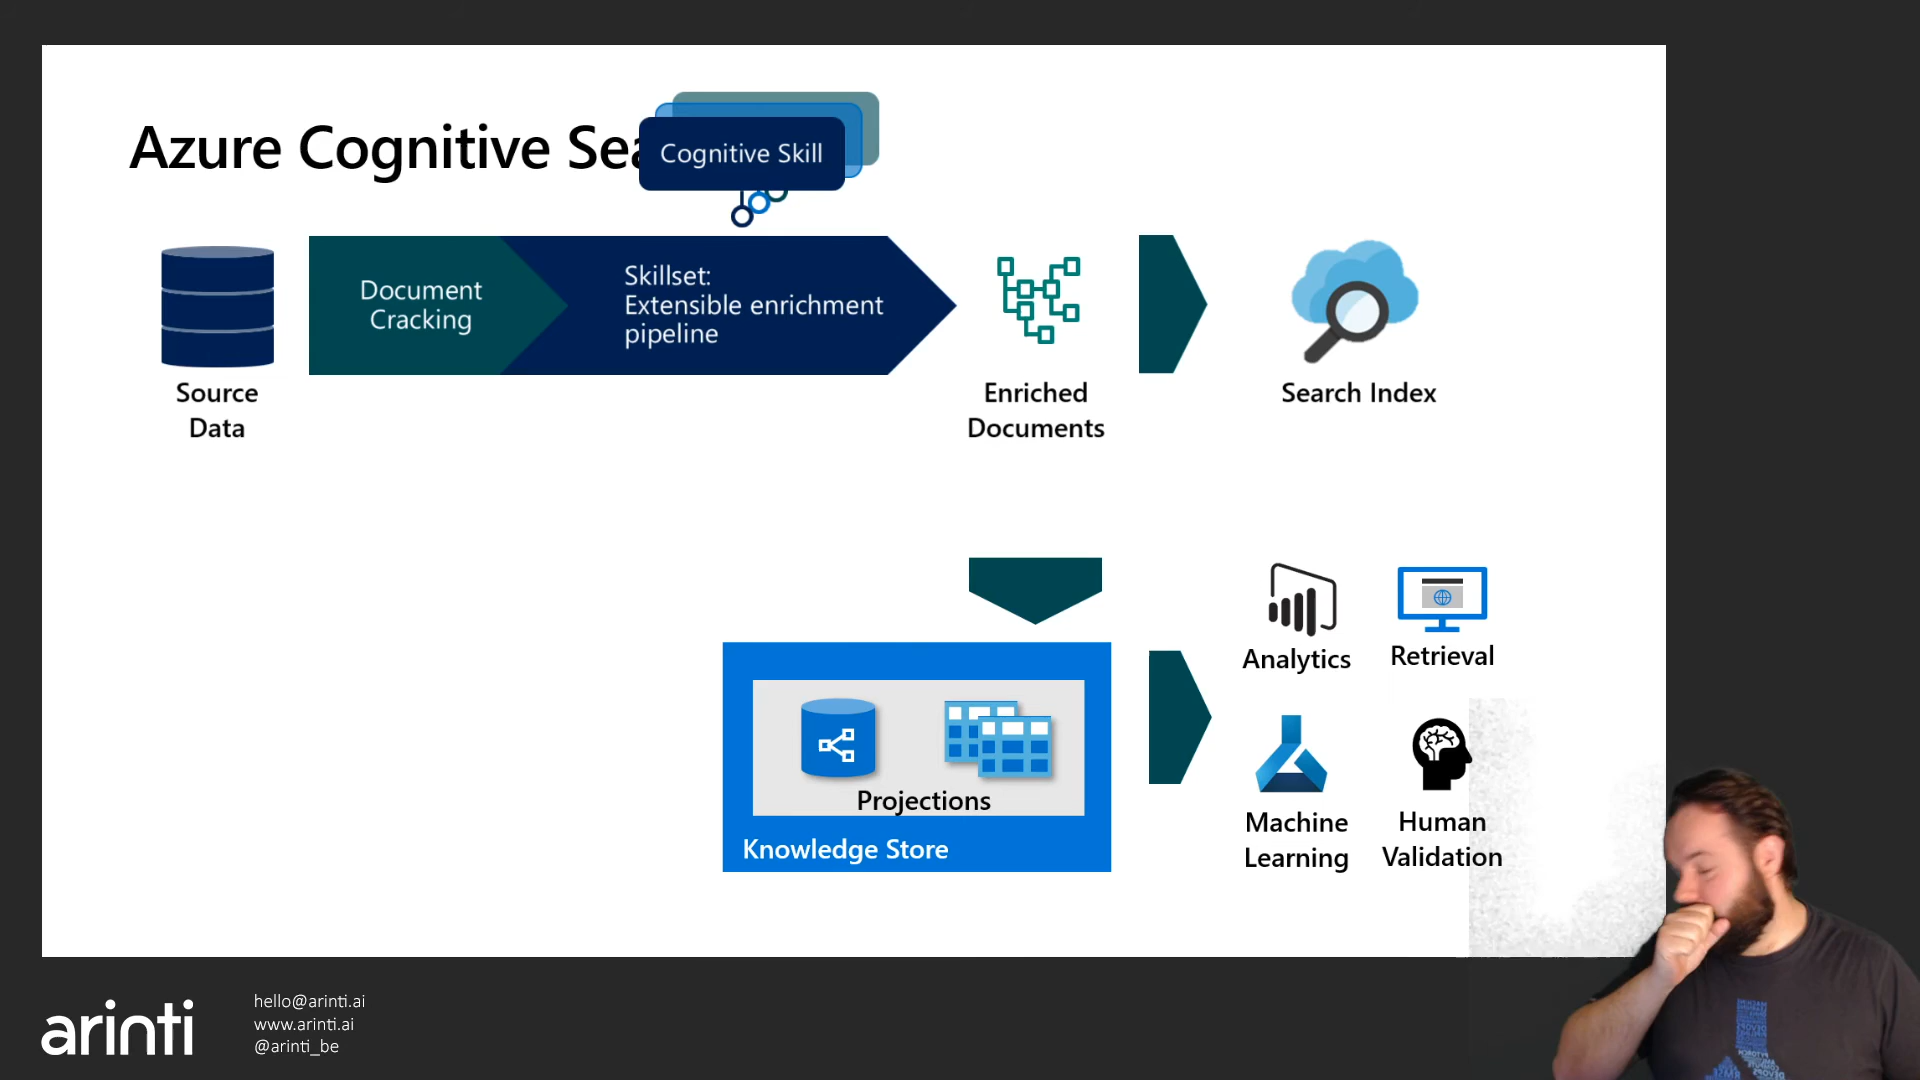 Azure Cognitive Sea
Cognitive Skill
Document
Cracking
Skillset:
Extensible enrichment
pipeline
Source
Data
Enriched
Documents
Search Index
Analytics
Retrieval
Projections
Knowledge Store
Machine
Learning
Human
Validation
arinti
hello@arinti.ai
www.arinti.ai
@arinti_be